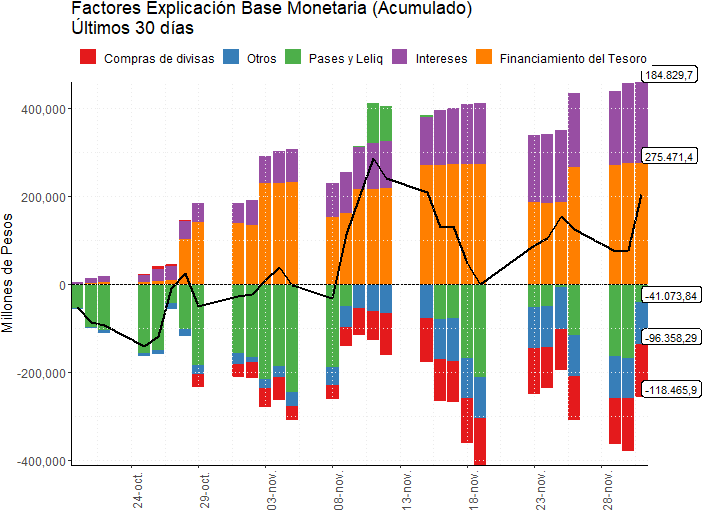 Factores Explicación Base Monetaria (Acumulado)
Últimos 30 días
Compras de divisas Otros Pases y Leliq Intereses Financiamiento del Tesoro
Millones de Pesos
400,000
200,000
0
-200,000
-400,000
184.829,7
275.471,4
-41.073,84
-96.358,29
-118.465,9
24-oct.
29-oct.
03-nov.
08-nov.
13-nov.
18-nov.
23-nov.
28-nov.